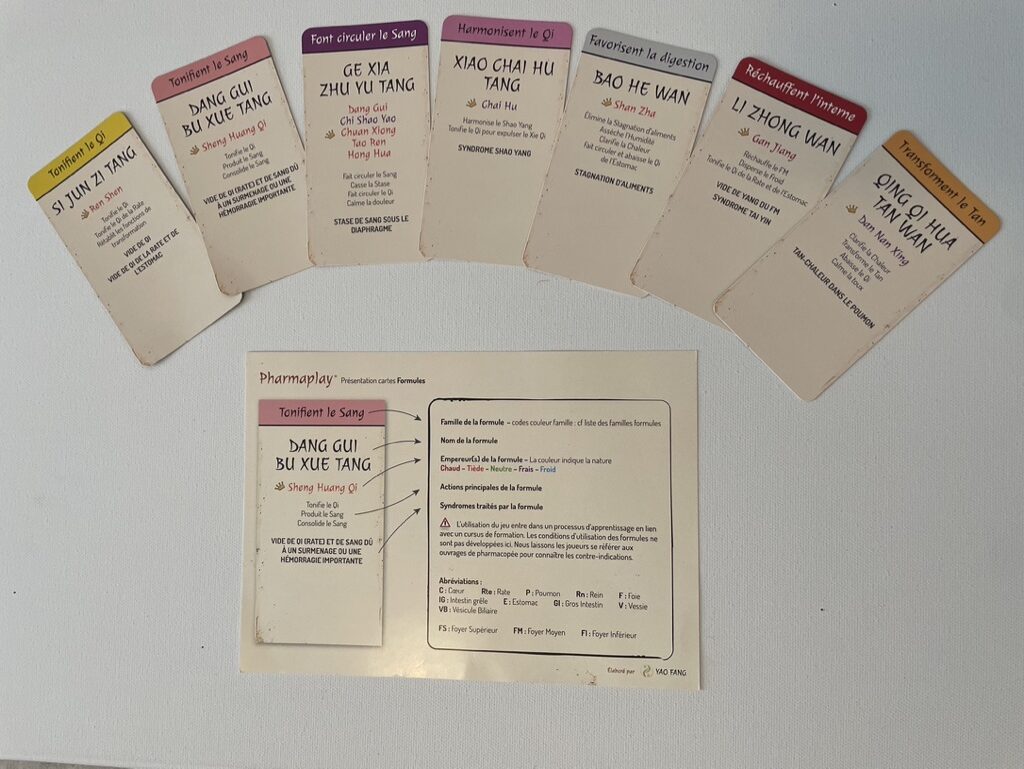 Tonifient le Qi
SI JUN ZI TANG
Ren Shen
Tonifie le Qi
Tonifie le Qi de la Rate
Rétablit les fonctions de
transformation
VIDE DE QI
VIDE DE QI DE LA RATE ET DE
L'ESTOMAC
Tonifient le Sang
DANG GUI
BU XUE TANG
Sheng Huang Qi
Tonifie le Qi
Produit le Sang
Consolide le Sang
VIDE DE QI (RATE) ET DE SANG DÛ
À UN SURMENAGE OU UNE
HÉMORRAGIE IMPORTANTE
Font circuler le Sang
GE XIA
ZHU YU TANG
Dang Gui
Chi Shao Yao
Chuan Xiong
Tao Ren
Hong Hua
Fait circuler le Sang
Casse la Stase
Fait circuler le Qi
Calme la douleur
STASE DE SANG SOUS LE
DIAPHRAGME
Harmonisent le Qi
XIAO CHAI HU
TANG
Chai Hu
Harmonise le Shao Yang
Tonifie le Qi pour expulser le Xie Qi
SYNDROME SHAO YANG
Favorisent la digestion
BAO HE WAN
Shan Zha
Elimine la Stagnation d'aliments
Assèche l'Humidité
Clarifie la Chaleur
Fait circuler et abaisse le Qi
de l'Estomac
STAGNATION D'ALIMENTS
Réchauffent l'interne
LI ZHONG WAN
Gan Jiang
Réchauffe le FM
Disperse le Froid
Tonifie le Qi de la Rate et de l'Estomac
VIDE DE YANG DU FM
SYNDROME TAI YIN
Transforment le Tan
QING QI HUA
TAN WAN
Dan Nan Xing
Clarifie la Chaleur
Transforme le Tan
Abaisse le Qi
Calme la toux
TAN-CHALEUR DANS LE POUMON
Pharmaplay™ Présentation cartes Formules
Tonifient le Sang
DANG GUI
BU XUE TANG
Sheng Huang Qi
Tonifie le Qi
Produit le Sang
Consolide le Sang
VIDE DE QI (RATE) ET DE SANG DÛ
À UN SURMENAGE OU UNE
HÉMORRAGIE IMPORTANTE
Famille de la formule – codes couleur famille : cf liste des familles formules
Nom de la formule
Empereur(s) de la formule – La couleur indique la nature
Chaud – Tiède – Neutre – Frais – Froid
Actions principales de la formule
Syndromes traités par la formule
L'utilisation du jeu entre dans un processus d'apprentissage en lien
avec un cursus de formation. Les conditions d'utilisation des formules ne
sont pas développées ici. Nous laissons les joueurs se référer aux
ouvrages de pharmacopée pour connaître les contre-indications.
Abréviations :
C : Cœur Rte : Rate P : Poumon Rn : Rein F : Foie
IG : Intestin grêle E : Estomac GI : Gros Intestin V : Vessie
VB : Vésicule Biliaire
FS : Foyer Supérieur FM : Foyer Moyen FI : Foyer Inférieur
Élaboré par YAO FANG